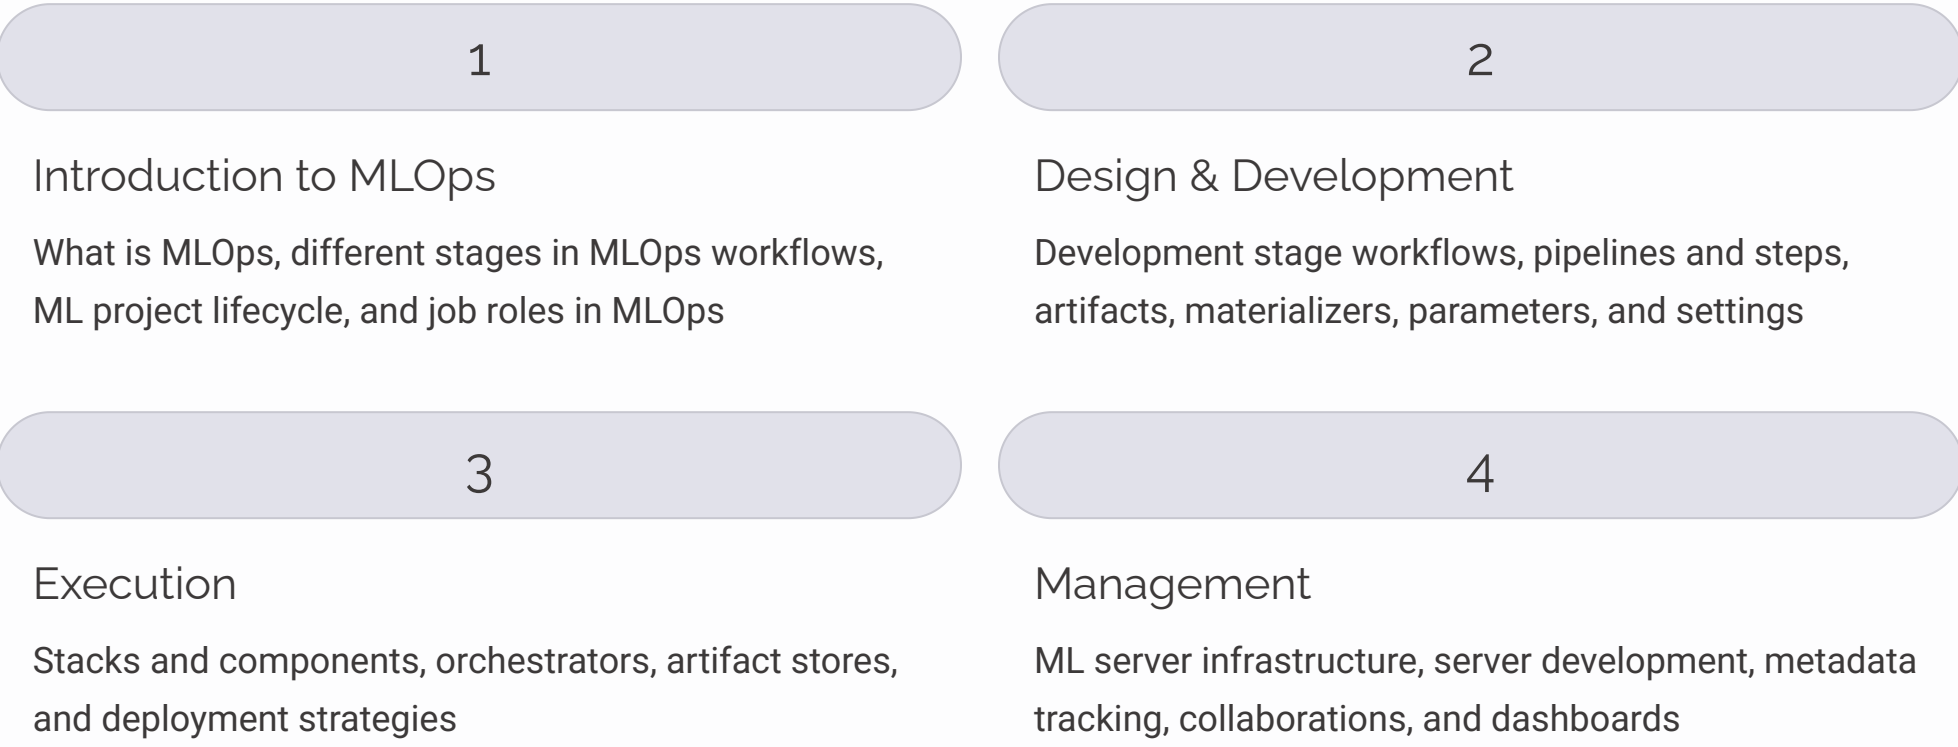 1
Introduction to MLOps
What is MLOps, different stages in MLOps workflows,
ML project lifecycle, and job roles in MLOps
2
Design & Development
Development stage workflows, pipelines and steps,
artifacts, materializers, parameters, and settings
3
Execution
Stacks and components, orchestrators, artifact stores,
and deployment strategies
4
Management
ML server infrastructure, server development, metadata
tracking, collaborations, and dashboards